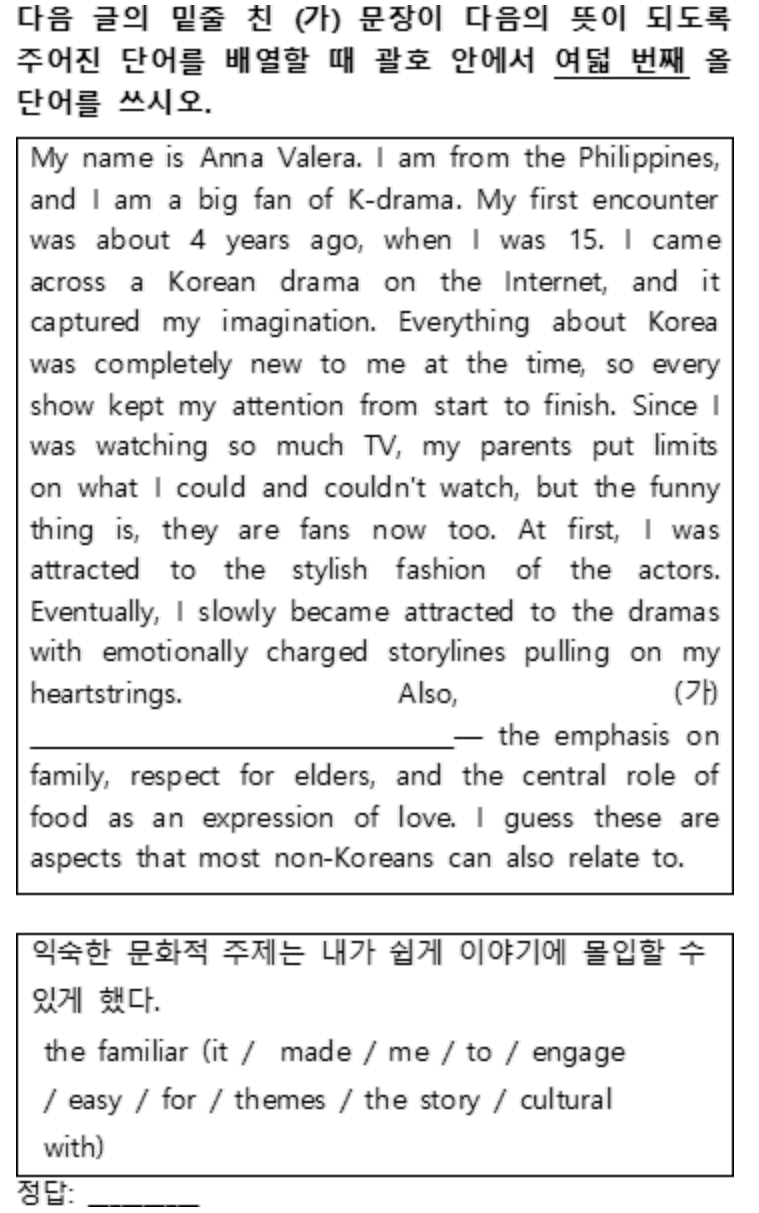 다음 글의 밑줄 친 (가) 문장이 다음의 뜻이 되도록
주어진 단어를 배열할 때 괄호 안에서 여덟 번째 올
단어를 쓰시오.
My name is Anna Valera. I am from the Philippines,
and I am a big fan of K-drama. My first encounter
was about 4 years ago, when I was 15. I came
across a Korean drama on the Internet, and it
captured my imagination. Everything about Korea
was completely new to me at the time, so every
show kept my attention from start to finish. Since I
was watching so much TV, my parents put limits
on what I could and couldn't watch, but the funny
thing is, they are fans now too. At first, I was
attracted to the stylish fashion of the actors.
Eventually, I slowly became attracted to the dramas
with emotionally charged storylines pulling on my
heartstrings. Also, (가)
____________________— the emphasis on
family, respect for elders, and the central role of
food as an expression of love. I guess these are
aspects that most non-Koreans can also relate to.
익숙한 문화적 주제는 내가 쉽게 이야기에 몰입할 수
있게 했다.
the familiar (it / made / me / to / engage
/ easy / for / themes / the story / cultural
with)
정답: ______